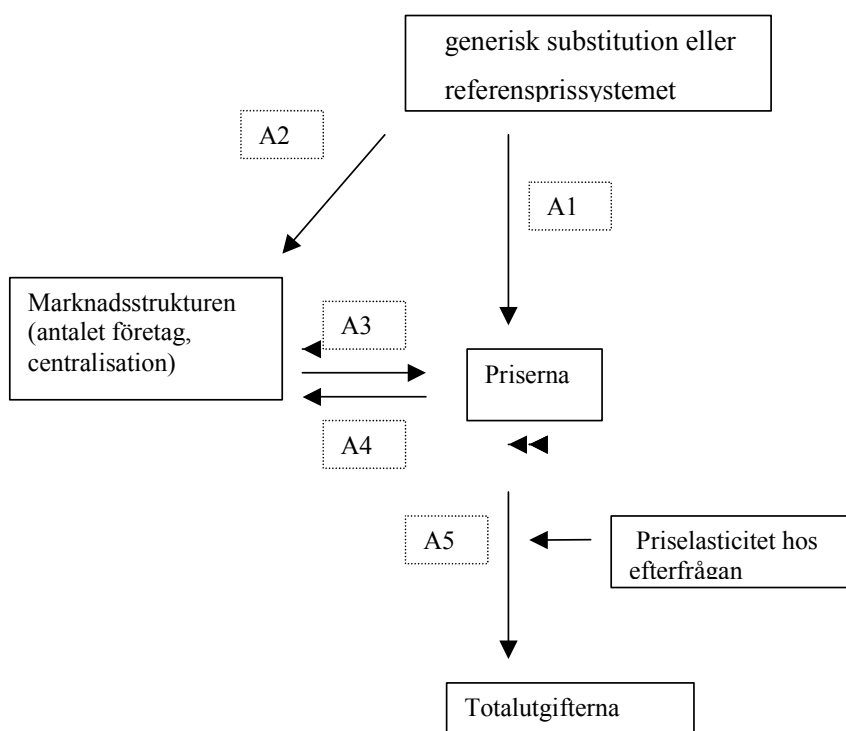 generisk substitution eller
referensprissystemet
A2
A1
Marknadsstrukturen
(antalet företag,
centralisation)
A3
Priserna
A4
A5
Priselasticitet hos
efterfrågan
Totalutgifterna